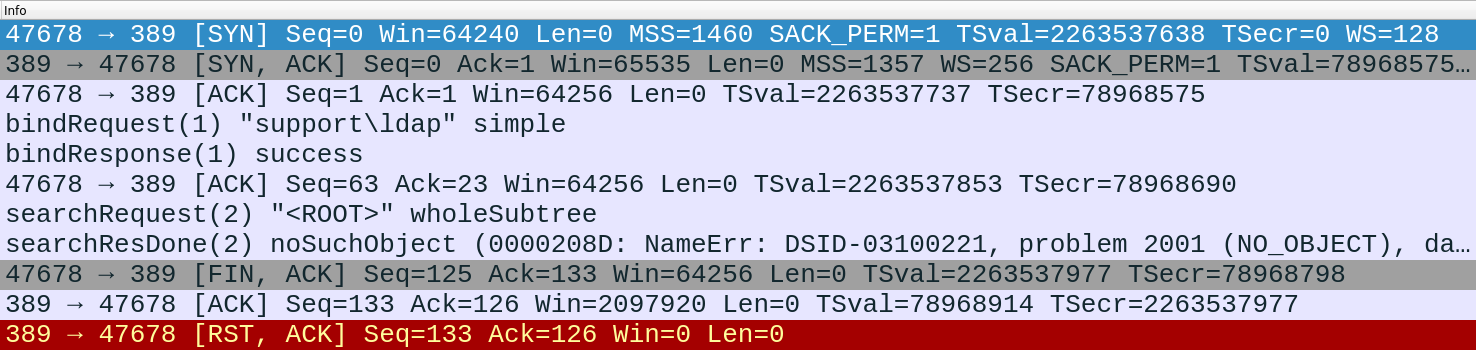 Info
47678 → 389 [SYN] Seq=0 Win=64240 Len=0 MSS=1460 SACK_PERM=1 TSval=2263537638 TSecr=0 WS=128
389 → 47678 [SYN, ACK] Seq=0 Ack=1 Win=65535 Len=0 MSS=1357 WS=256 SACK_PERM=1 TSval=78968575…
47678 → 389 [ACK] Seq=1 Ack=1 Win=64256 Len=0 TSval=2263537737 TSecr=78968575
bindRequest(1) "support\ldap" simple
bindResponse(1) success
47678 → 389 [ACK] Seq=63 Ack=23 Win=64256 Len=0 TSval=2263537853 TSecr=78968690
searchRequest(2) "<ROOT>" wholeSubtree
searchResDone(2) noSuchObject (0000208D: NameErr: DSID-03100221, problem 2001 (NO_OBJECT), da…
47678 → 389 [FIN, ACK] Seq=125 Ack=133 Win=64256 Len=0 TSval=2263537977 TSecr=78968798
389 → 47678 [ACK] Seq=133 Ack=126 Win=2097920 Len=0 TSval=78968914 TSecr=2263537977
389 → 47678 [RST, ACK] Seq=133 Ack=126 Win=0 Len=0